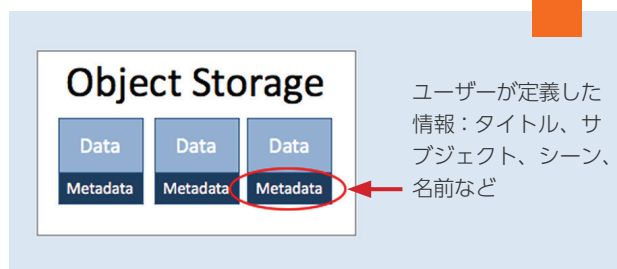 Object Storage
Data Data Data
Metadata Metadata Metadata
ユーザーが定義した
情報：タイトル、サ
ブジェクト、シーン、
名前など